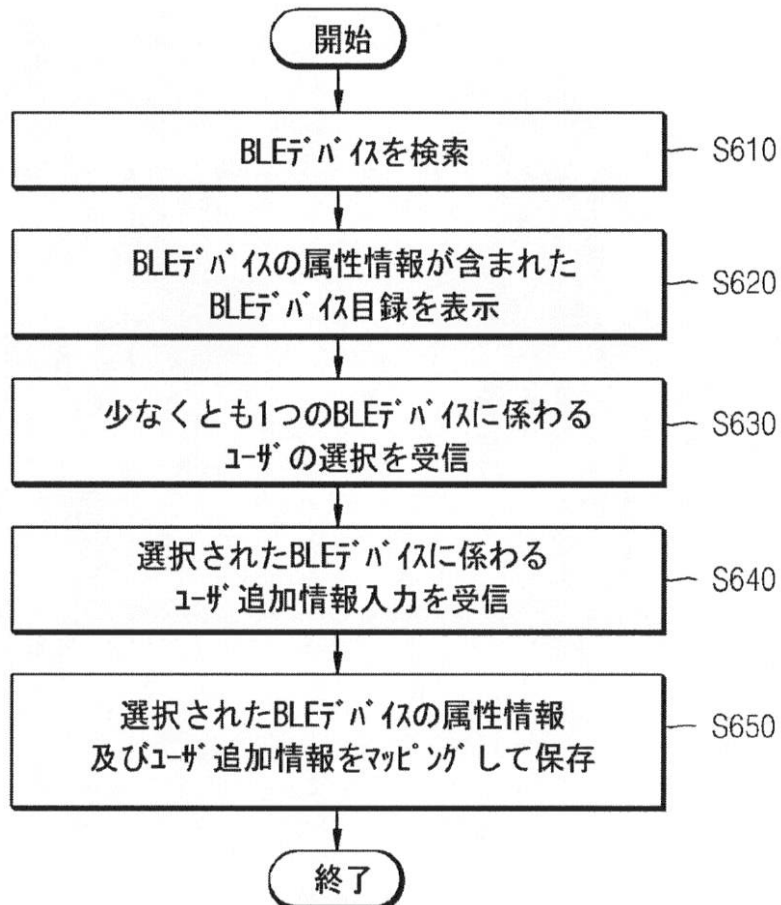 開始
BLEデバイスを検索
S610
BLEデバイスの属性情報が含まれた
BLEデバイス目録を表示
S620
少なくとも1つのBLEデバイスに係わる
ユーザの選択を受信
S630
選択されたBLEデバイスに係わる
ユーザ追加情報入力を受信
S640
選択されたBLEデバイスの属性情報
及びユーザ追加情報をマッピングして保存
S650
終了